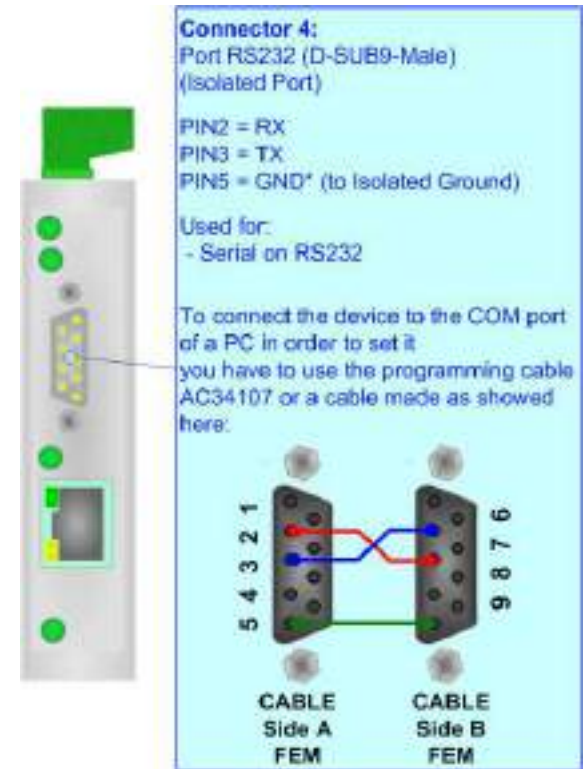 Connector 4:
Port RS232 (D-SUB9-Male)
(Isolated Port)
PIN2 = RX
PIN3 = TX
PIN5 = GND* (to Isolated Ground)
Used for:
- Serial on RS232
To connect the device to the COM port
of a PC in order to set it
you have to use the programming cable
AC34107 or a cable made as showed
here:
1
2
3
4
5
6
7
8
9
CABLE
Side A
FEM
CABLE
Side B
FEM